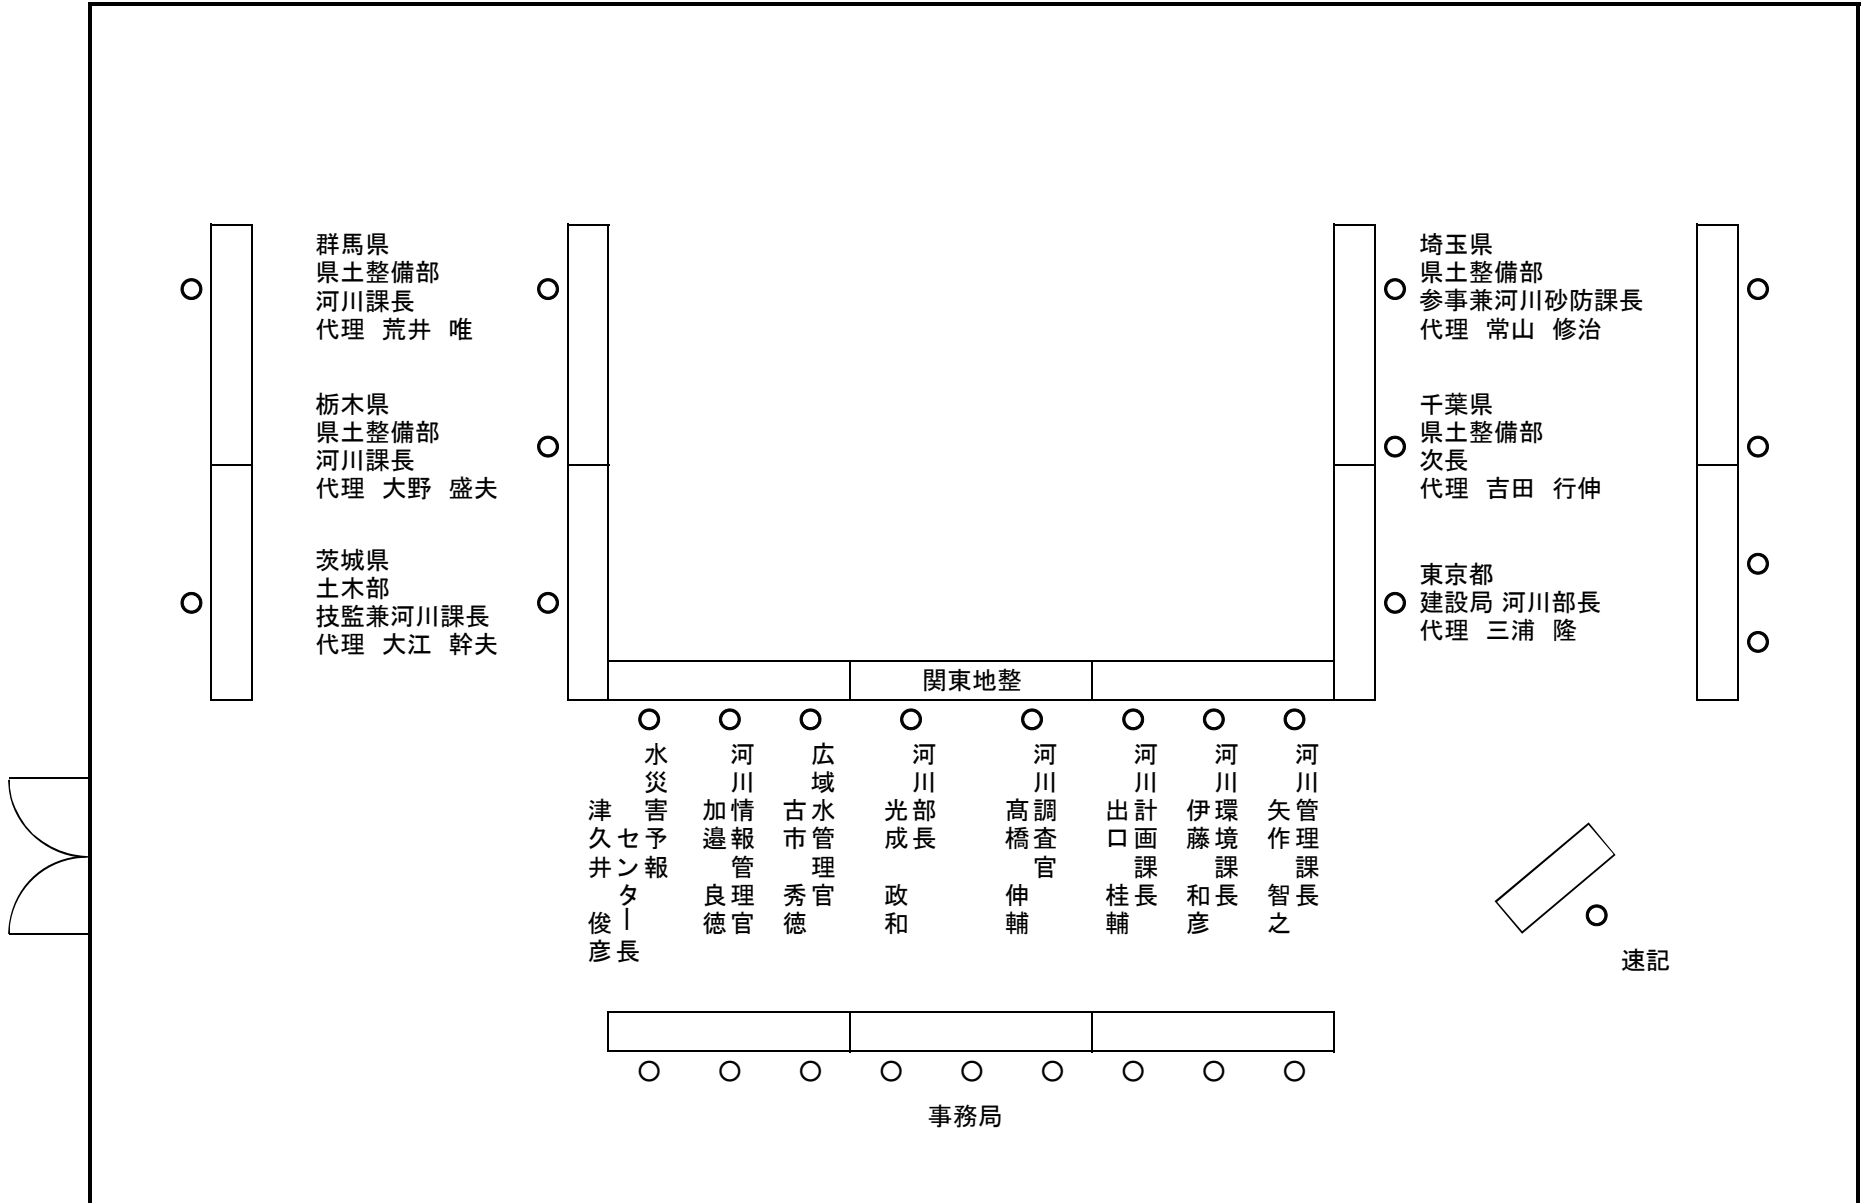 群馬県
県土整備部
河川課長
代理 荒井 唯
栃木県
県土整備部
河川課長
代理 大野 盛夫
茨城県
土木部
技監兼河川課長
代理 大江 幹夫
埼玉県
県土整備部
参事兼河川砂防課長
代理 常山 修治
千葉県
県土整備部
次長
代理 吉田 行伸
東京都
建設局 河川部長
代理 三浦 隆
関東地整
水災害予報
センター長
津久井 俊彦
河川情報管理官
加邉 良徳
広域水管理官
古市 秀徳
河川部長
光成 政和
河川調査官
髙橋 伸輔
河川計画課長
出口 桂輔
河川環境課長
伊藤 和彦
河川管理課長
矢作 智之
速記
事務局